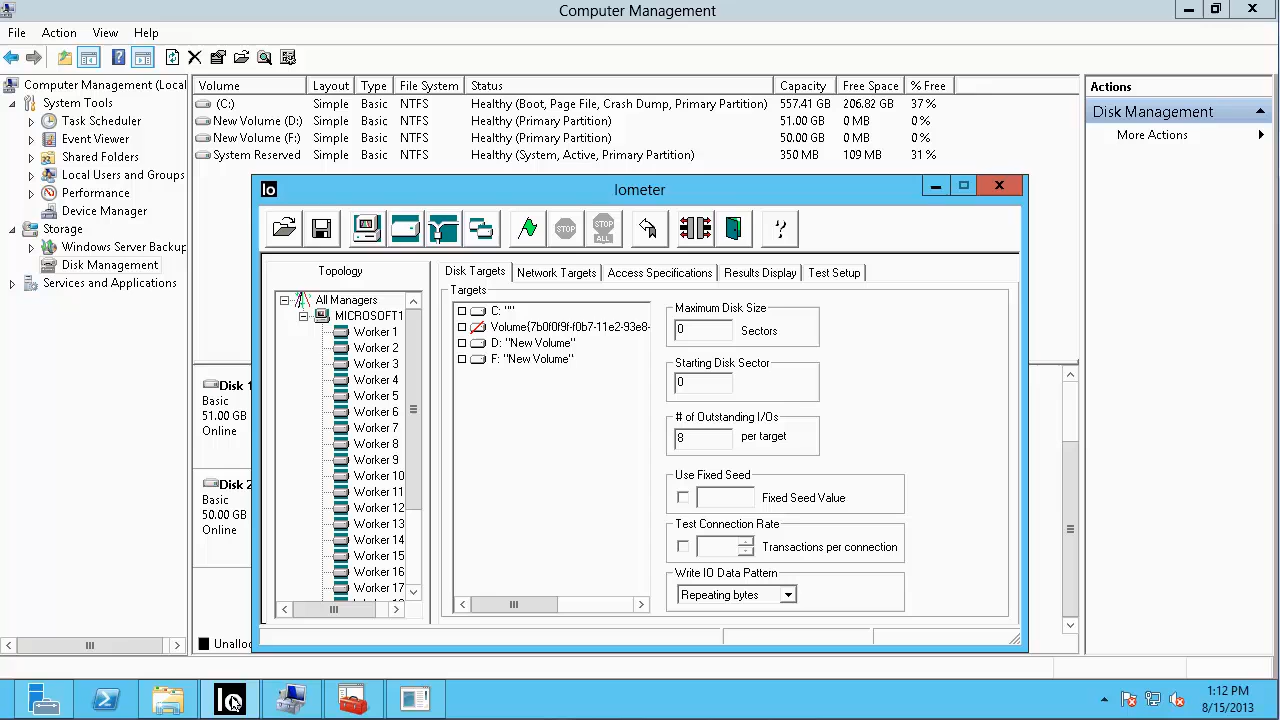 Computer Management
File Action View Help
Computer Management (Local
System Tools
Task Scheduler
Event Viewer
Shared Folders
Local Users and Groups
Performance
Device Manager
Storage
Windows Server Backup
Disk Management
Services and Applications
Volume Layout Type File System Status Capacity Free Space % Free
(C:) Simple Basic NTFS Healthy (Boot, Page File, Crash Dump, Primary Partition) 557.41 GB 206.82 GB 37 %
New Volume (D:) Simple Basic NTFS Healthy (Primary Partition) 51.00 GB 0 MB 0 %
New Volume (F:) Simple Basic NTFS Healthy (Primary Partition) 50.00 GB 0 MB 0 %
System Reserved Simple Basic NTFS Healthy (System, Active, Primary Partition) 350 MB 109 MB 31 %
Actions
Disk Management
More Actions
Disk 1
Basic
51.00 GB
Online
Disk 2
Basic
50.00 GB
Online
Unalloc
Io Iometer
STOP STOP ALL ?
Topology
All Managers
MICROSOFT1
Worker 1
Worker 2
Worker 3
Worker 4
Worker 5
Worker 6
Worker 7
Worker 8
Worker 9
Worker 10
Worker 11
Worker 12
Worker 13
Worker 14
Worker 15
Worker 16
Worker 17
Disk Targets Network Targets Access Specifications Results Display Test Setup
Targets
C: ""
Volume{7b0f0f9f-f0b7-11e2-93e8-
D: "New Volume"
F: "New Volume"
Maximum Disk Size
0 Sectors
Starting Disk Sector
0
# of Outstanding I/Os
8 per target
Use Fixed Seed
Fixed Seed Value
Test Connection Rate
Transactions per connection
Write IO Data Pattern
Repeating bytes
Io
1:12 PM
8/15/2013